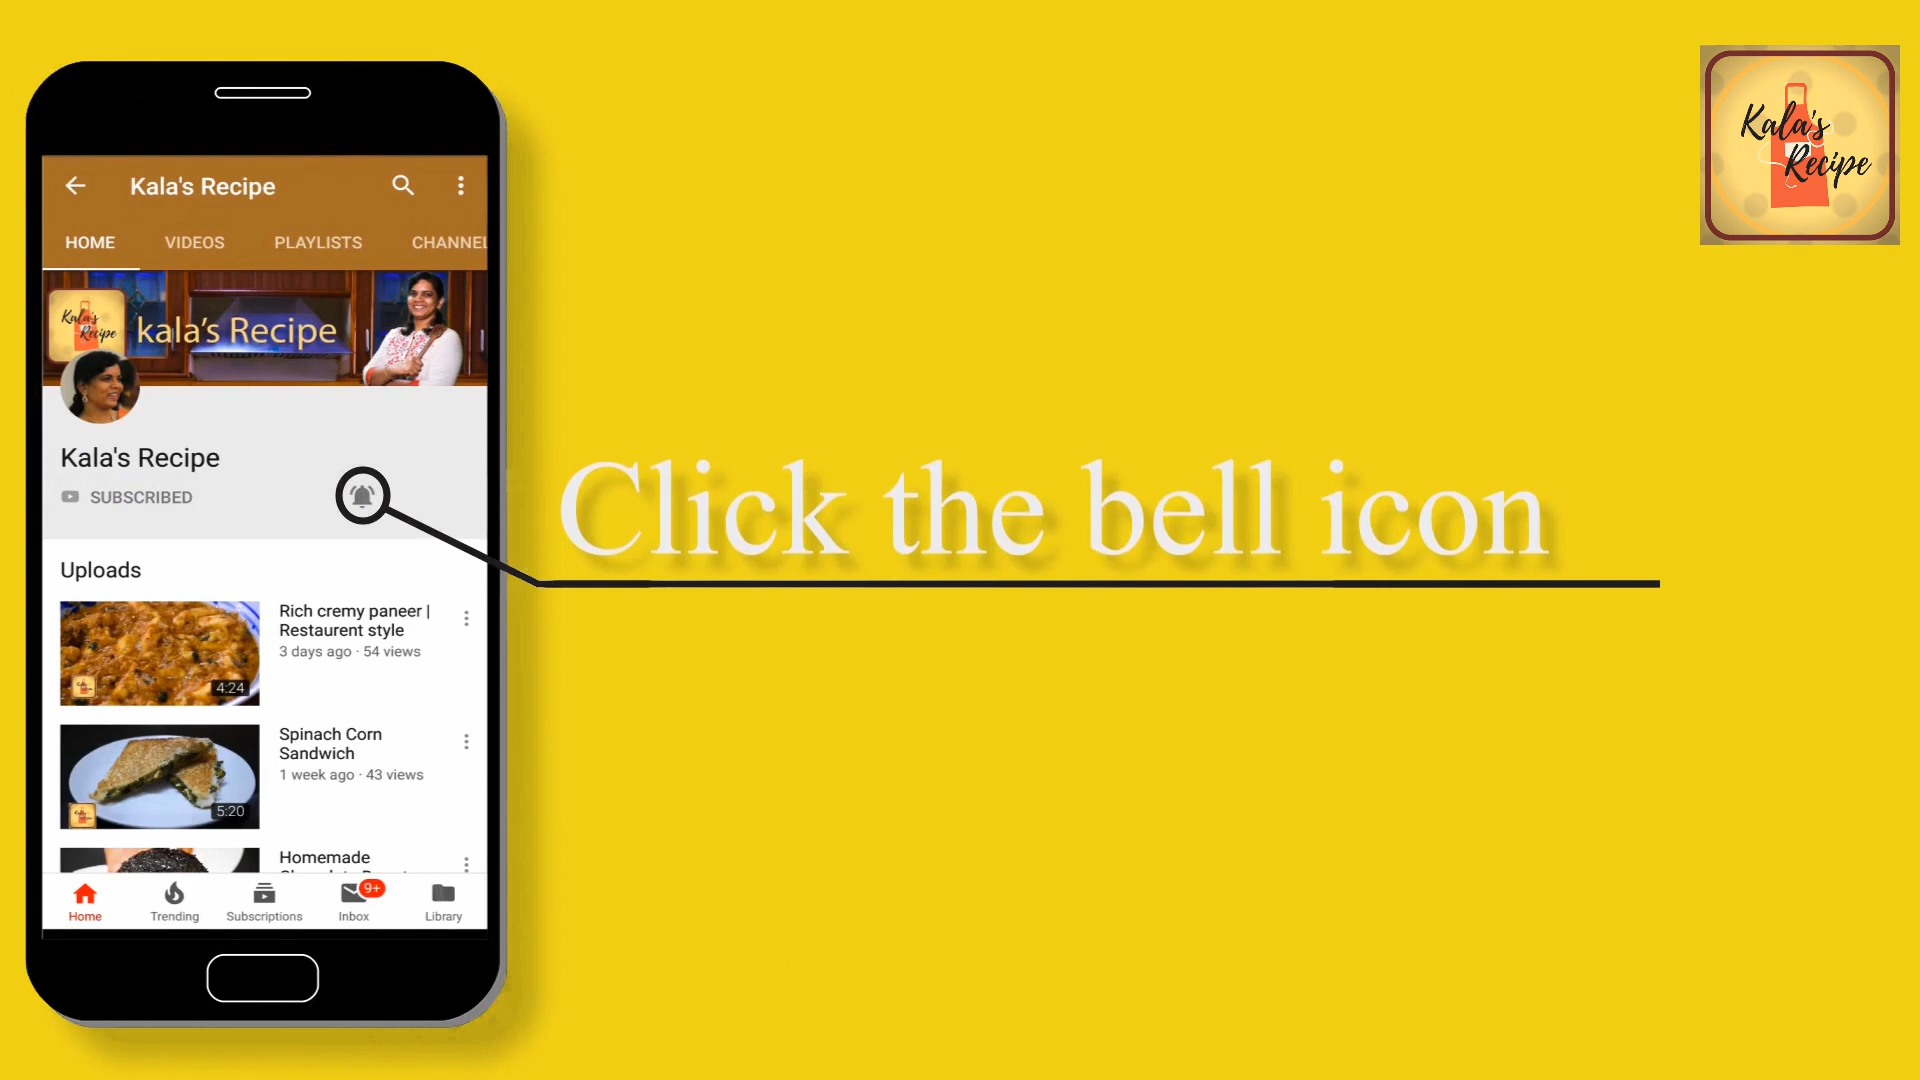 Kala's Recipe
HOME VIDEOS PLAYLISTS CHANNEL
Kala's
Recipe
kala's Recipe
Kala's Recipe
SUBSCRIBED
Uploads
Rich cremy paneer |
Restaurent style
3 days ago · 54 views
4:24
Spinach Corn
Sandwich
1 week ago · 43 views
5:20
Homemade
Home Trending Subscriptions 9+ Inbox Library
Click the bell icon
Kala's
Recipe